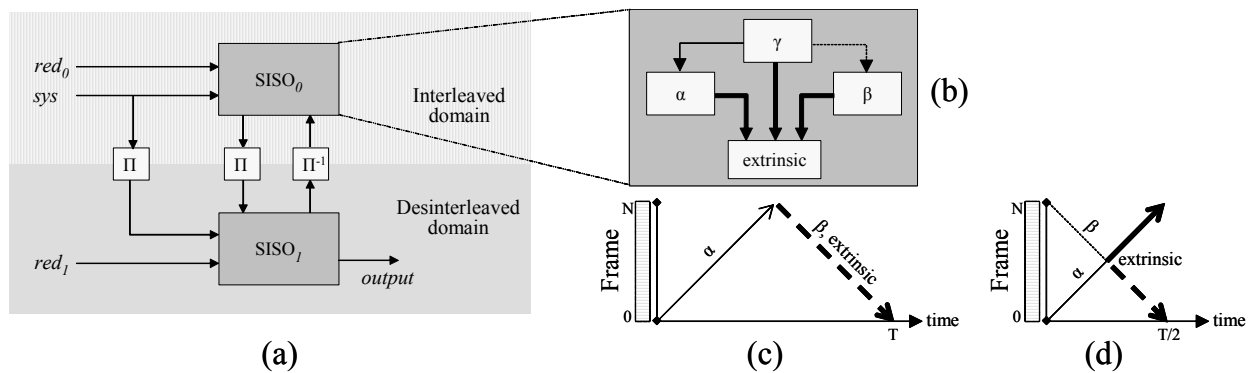 red0
sys
SISO0
Interleaved
domain
Π
Π
Π-1
Desinterleaved
domain
SISO1
red1
output
(a)
γ
α
β
extrinsic
(b)
N
Frame
0
α
β, extrinsic
time
T
(c)
N
Frame
0
β
α
extrinsic
time
T/2
(d)